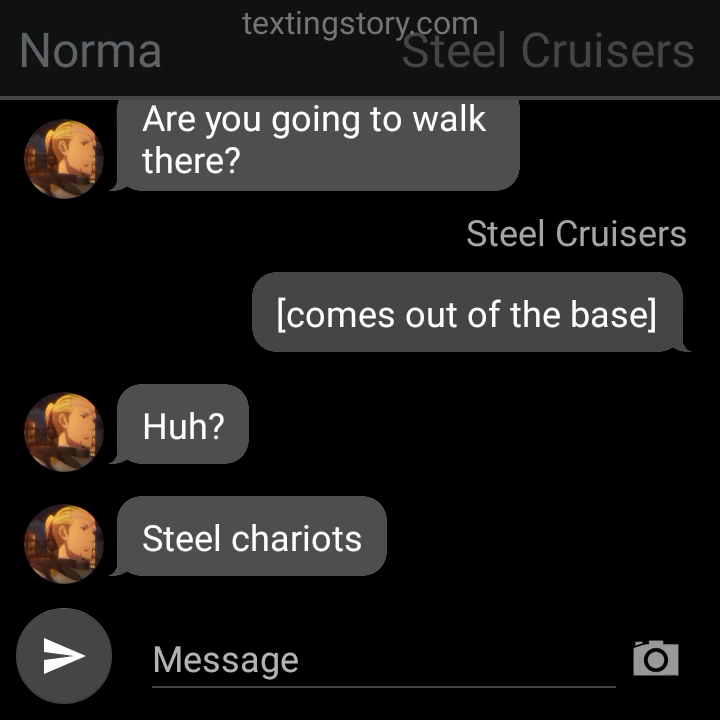 textingstory.com
Norma
Steel Cruisers
Are you going to walk
there?
Steel Cruisers
[comes out of the base]
Huh?
Steel chariots
Message